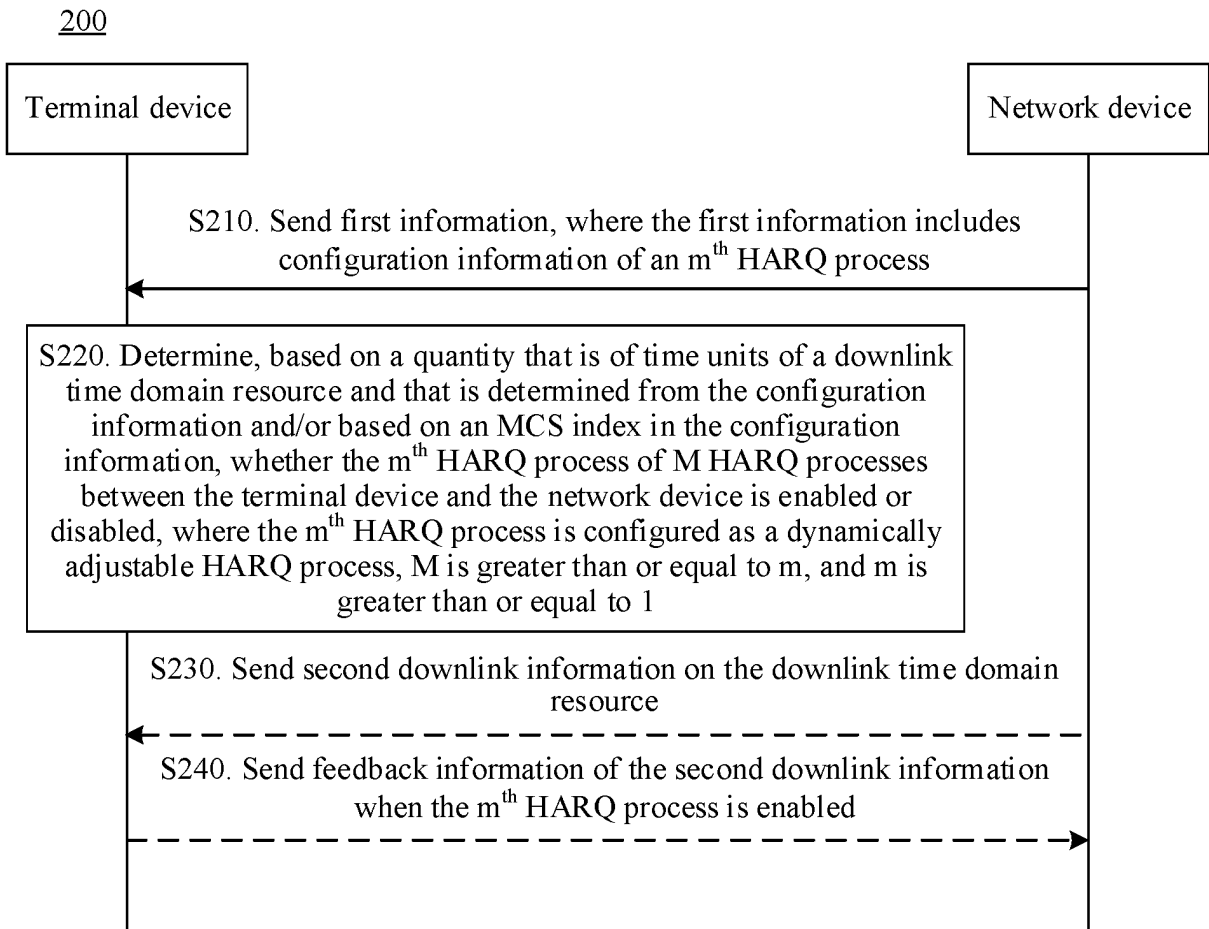 200
Terminal device
Network device
S210. Send first information, where the first information includes
configuration information of an mth HARQ process
S220. Determine, based on a quantity that is of time units of a downlink
time domain resource and that is determined from the configuration
information and/or based on an MCS index in the configuration
information, whether the mth HARQ process of M HARQ processes
between the terminal device and the network device is enabled or
disabled, where the mth HARQ process is configured as a dynamically
adjustable HARQ process, M is greater than or equal to m, and m is
greater than or equal to 1
S230. Send second downlink information on the downlink time domain
resource
S240. Send feedback information of the second downlink information
when the mth HARQ process is enabled